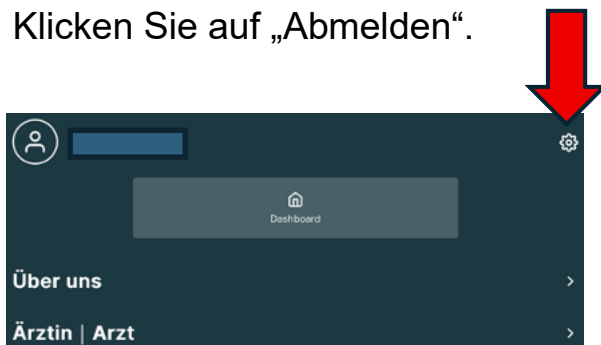 Klicken Sie auf „Abmelden“.
Dashboard
Über uns
Ärztin | Arzt